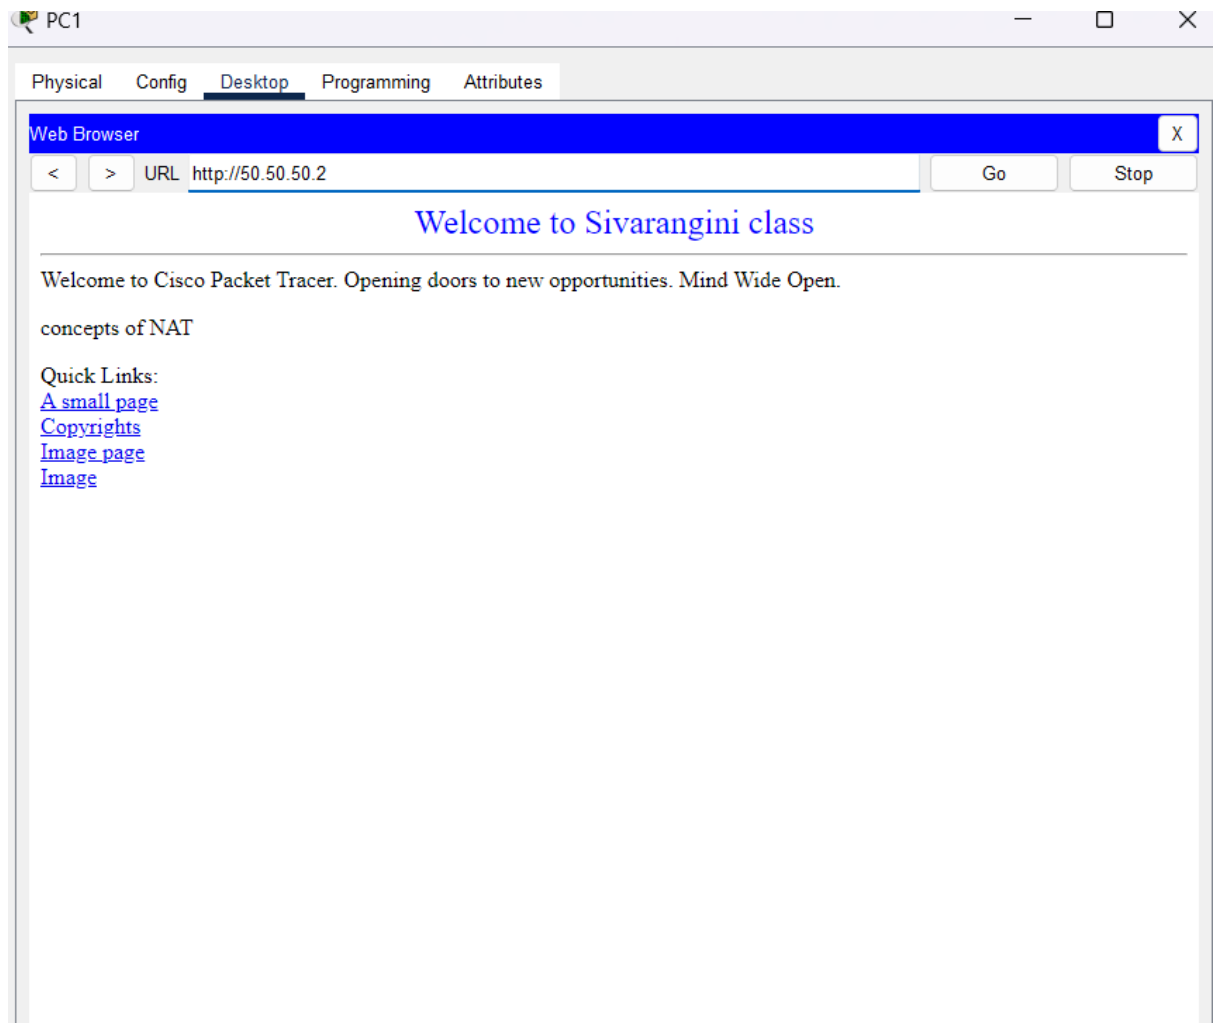 PC1
Physical Config Desktop Programming Attributes
Web Browser X
< > URL http://50.50.50.2 Go Stop
Welcome to Sivarangini class
Welcome to Cisco Packet Tracer. Opening doors to new opportunities. Mind Wide Open.
concepts of NAT
Quick Links:
A small page
Copyrights
Image page
Image